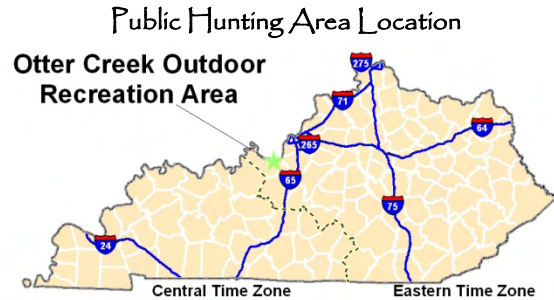 Public Hunting Area Location
Otter Creek Outdoor
Recreation Area
275
71
64
265
65
75
24
Central Time Zone
Eastern Time Zone